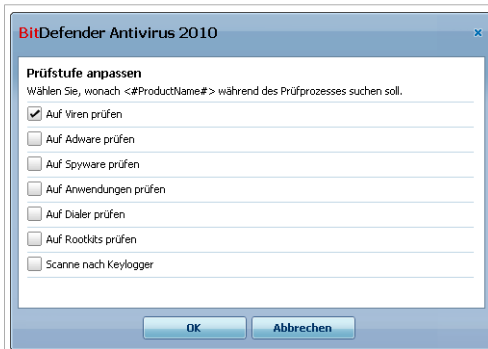 BitDefender Antivirus 2010
Prüfstufe anpassen
Wählen Sie, wonach <#ProductName#> während des Prüfprozesses suchen soll.
Auf Viren prüfen
Auf Adware prüfen
Auf Spyware prüfen
Auf Anwendungen prüfen
Auf Dialer prüfen
Auf Rootkits prüfen
Scanne nach Keylogger
OK
Abbrechen